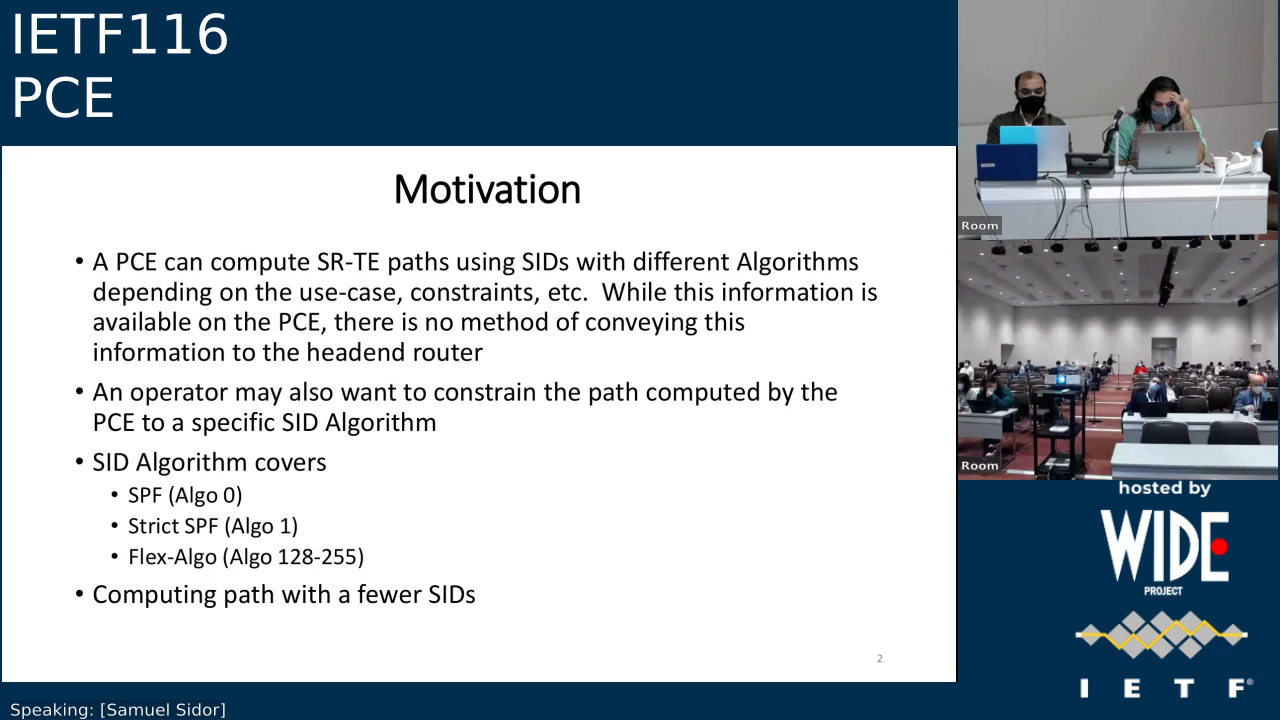 IETF116
PCE
Motivation
• A PCE can compute SR-TE paths using SIDs with different Algorithms
depending on the use-case, constraints, etc.  While this information is
available on the PCE, there is no method of conveying this
information to the headend router
• An operator may also want to constrain the path computed by the
PCE to a specific SID Algorithm
• SID Algorithm covers
• SPF (Algo 0)
• Strict SPF (Algo 1)
• Flex-Algo (Algo 128-255)
• Computing path with a fewer SIDs
2
Room
Room
hosted by
WIDE
PROJECT
I E T F®
Speaking: [Samuel Sidor]